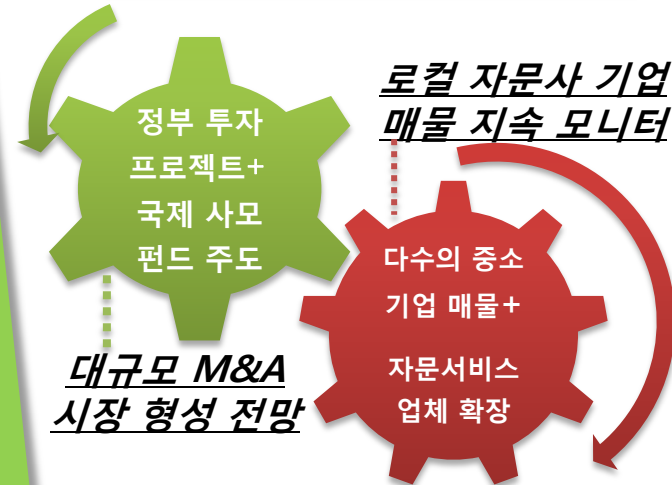 정부 투자
프로젝트+
국제 사모
펀드 주도
대규모 M&A
시장 형성 전망
로컬 자문사 기업
매물 지속 모니터
다수의 중소
기업 매물+
자문서비스
업체 확장